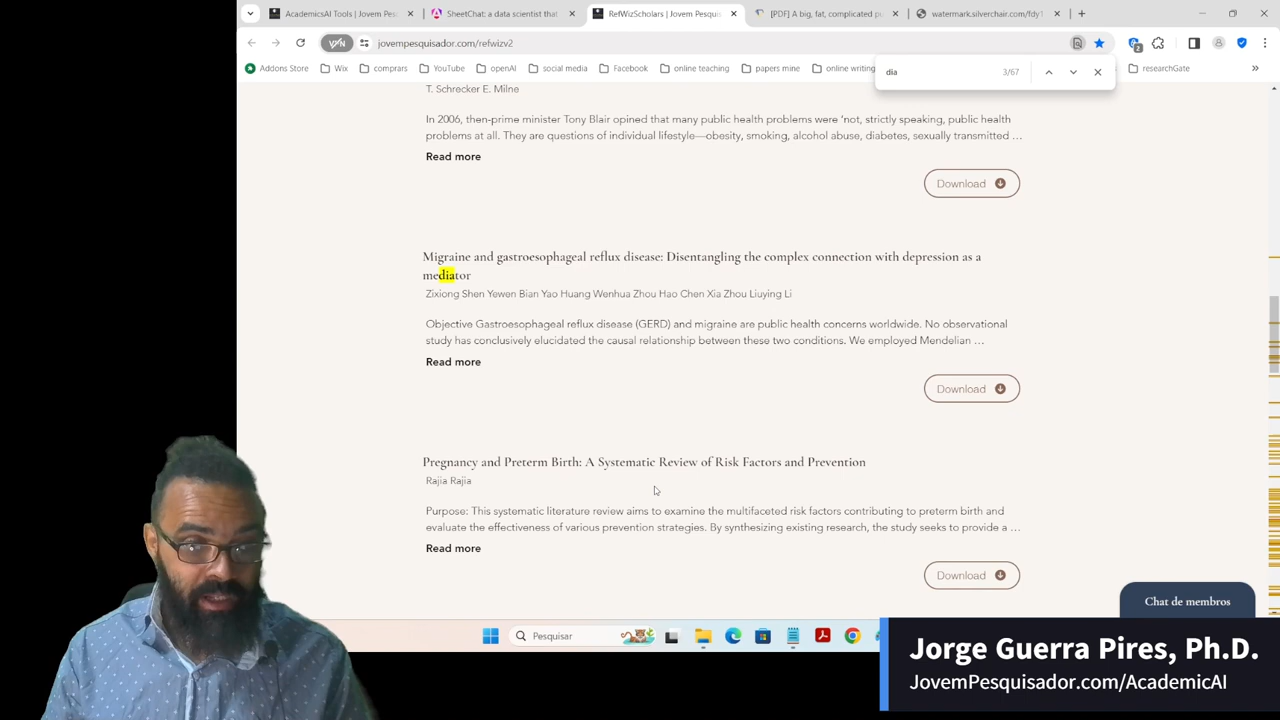 AcademicsAI Tools | Jovem Pes
SheetChat: a data scientist that
RefWizScholars | Jovem Pesqui
[PDF] A big, fat, complicated pu
watermark.silverchair.com/fdy1
VPN
jovempesquisador.com/refwizv2
2
Addons Store
Wix
comprars
YouTube
openAI
social media
Facebook
online teaching
papers mine
online writing
researchGate
dia
3/67
T. Schrecker E. Milne
In 2006, then-prime minister Tony Blair opined that many public health problems were ‘not, strictly speaking, public health
problems at all. They are questions of individual lifestyle—obesity, smoking, alcohol abuse, diabetes, sexually transmitted …
Read more
Download
Migraine and gastroesophageal reflux disease: Disentangling the complex connection with depression as a
mediator
Zixiong Shen Yewen Bian Yao Huang Wenhua Zhou Hao Chen Xia Zhou Liuying Li
Objective Gastroesophageal reflux disease (GERD) and migraine are public health concerns worldwide. No observational
study has conclusively elucidated the causal relationship between these two conditions. We employed Mendelian …
Read more
Download
Pregnancy and Preterm Birth: A Systematic Review of Risk Factors and Prevention
Rajia Rajia
Purpose: This systematic literature review aims to examine the multifaceted risk factors contributing to preterm birth and
evaluate the effectiveness of various prevention strategies. By synthesizing existing research, the study seeks to provide a …
Read more
Download
Chat de membros
Pesquisar
Jorge Guerra Pires, Ph.D.
JovemPesquisador.com/AcademicAI